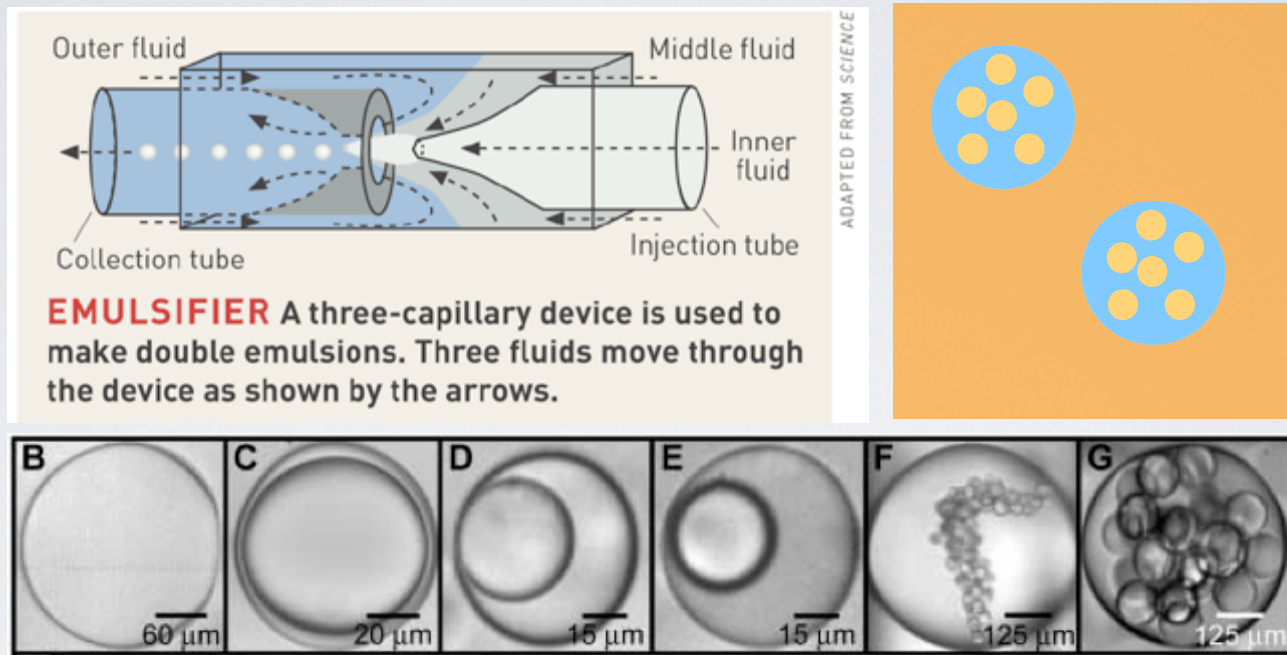 Outer fluid
Middle fluid
Inner
fluid
Injection tube
Collection tube
ADAPTED FROM SCIENCE
EMULSIFIER A three-capillary device is used to
make double emulsions. Three fluids move through
the device as shown by the arrows.
B
60 μm
C
20 μm
D
15 μm
E
15 μm
F
125 μm
G
125 μm